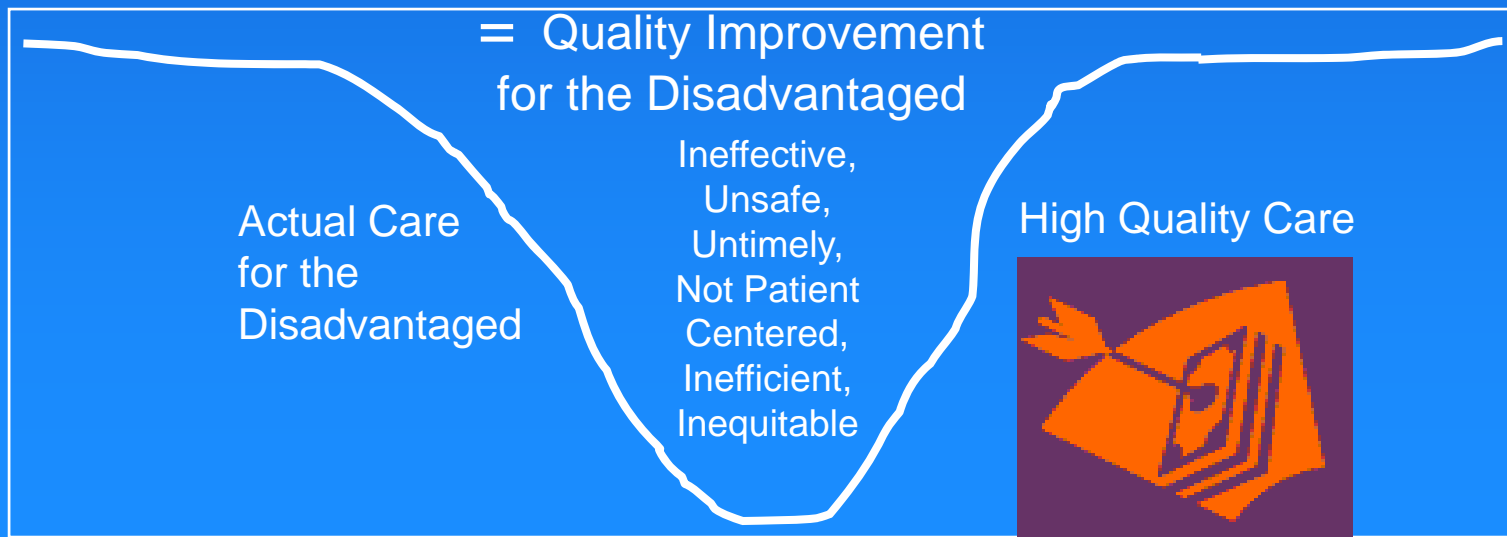 = Quality Improvement
for the Disadvantaged
Actual Care
for the
Disadvantaged
Ineffective,
Unsafe,
Untimely,
Not Patient
Centered,
Inefficient,
Inequitable
High Quality Care